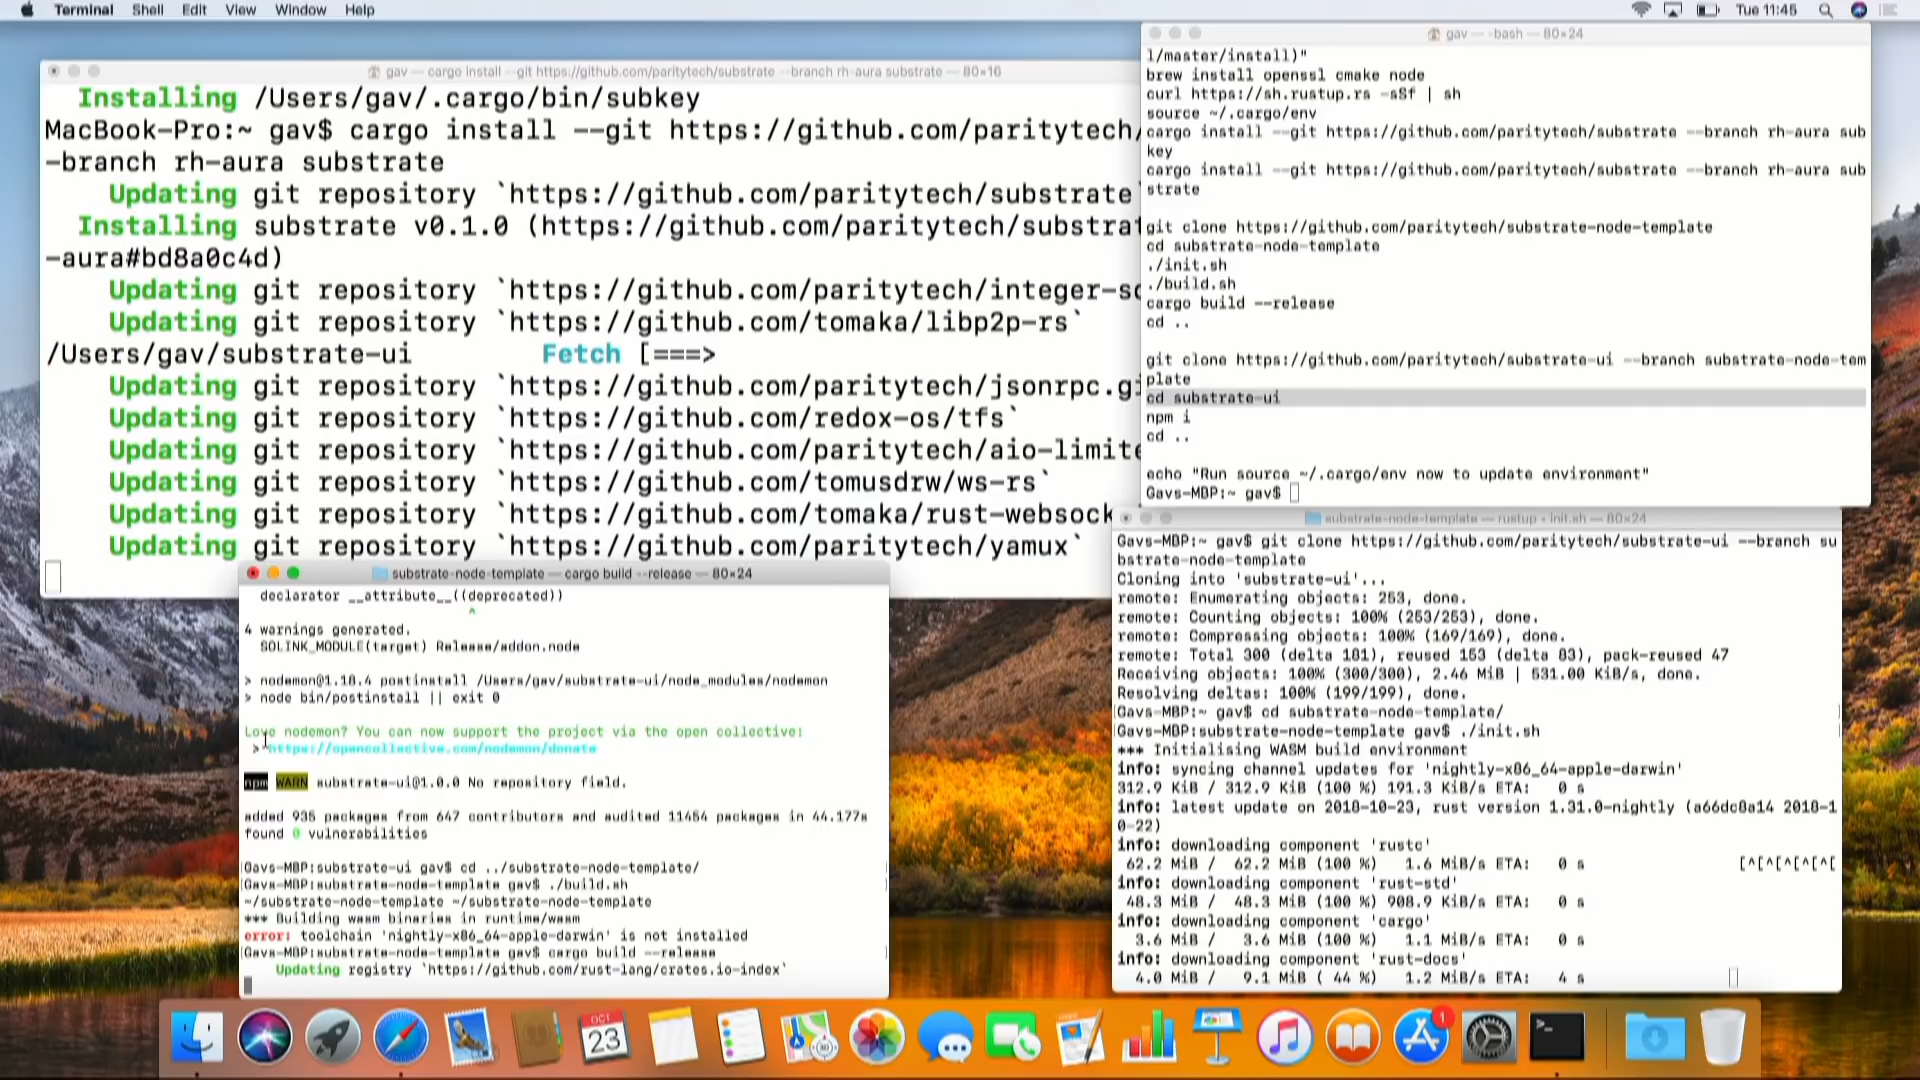 Terminal Shell Edit View Window Help
Tue 11:45
gav — cargo install --git https://github.com/paritytech/substrate --branch rh-aura substrate — 80×16
Installing /Users/gav/.cargo/bin/subkey
MacBook-Pro:~ gav$ cargo install --git https://github.com/paritytech/
-branch rh-aura substrate
Updating git repository `https://github.com/paritytech/substrate`
Installing substrate v0.1.0 (https://github.com/paritytech/substrat
-aura#bd8a0c4d)
Updating git repository `https://github.com/paritytech/integer-sq
Updating git repository `https://github.com/tomaka/libp2p-rs`
/Users/gav/substrate-ui Fetch [===>
Updating git repository `https://github.com/paritytech/jsonrpc.gi
Updating git repository `https://github.com/redox-os/tfs`
Updating git repository `https://github.com/paritytech/aio-limite
Updating git repository `https://github.com/tomusdrw/ws-rs`
Updating git repository `https://github.com/tomaka/rust-websock
Updating git repository `https://github.com/paritytech/yamux`
gav — -bash — 80×24
l/master/install)"
brew install openssl cmake node
curl https://sh.rustup.rs -sSf | sh
source ~/.cargo/env
cargo install --git https://github.com/paritytech/substrate --branch rh-aura sub
key
cargo install --git https://github.com/paritytech/substrate --branch rh-aura sub
strate
git clone https://github.com/paritytech/substrate-node-template
cd substrate-node-template
./init.sh
./build.sh
cargo build --release
cd ..
git clone https://github.com/paritytech/substrate-ui --branch substrate-node-tem
plate
cd substrate-ui
npm i
cd ..
echo "Run source ~/.cargo/env now to update environment"
Gavs-MBP:~ gav$
substrate-node-template — cargo build --release — 80×24
declarator __attribute__((deprecated))
^
4 warnings generated.
SOLINK_MODULE(target) Release/addon.node
> nodemon@1.18.4 postinstall /Users/gav/substrate-ui/node_modules/nodemon
> node bin/postinstall || exit 0
Love nodemon? You can now support the project via the open collective:
> https://opencollective.com/nodemon/donate
npm WARN substrate-ui@1.0.0 No repository field.
added 935 packages from 647 contributors and audited 11454 packages in 44.177s
found 0 vulnerabilities
Gavs-MBP:substrate-ui gav$ cd ../substrate-node-template/
Gavs-MBP:substrate-node-template gav$ ./build.sh
~/substrate-node-template ~/substrate-node-template
*** Building wasm binaries in runtime/wasm
error: toolchain 'nightly-x86_64-apple-darwin' is not installed
Gavs-MBP:substrate-node-template gav$ cargo build --release
Updating registry `https://github.com/rust-lang/crates.io-index`
substrate-node-template — rustup ‹ init.sh — 80×24
Gavs-MBP:~ gav$ git clone https://github.com/paritytech/substrate-ui --branch su
bstrate-node-template
Cloning into 'substrate-ui'...
remote: Enumerating objects: 253, done.
remote: Counting objects: 100% (253/253), done.
remote: Compressing objects: 100% (169/169), done.
remote: Total 300 (delta 181), reused 153 (delta 83), pack-reused 47
Receiving objects: 100% (300/300), 2.46 MiB | 531.00 KiB/s, done.
Resolving deltas: 100% (199/199), done.
Gavs-MBP:~ gav$ cd substrate-node-template/
Gavs-MBP:substrate-node-template gav$ ./init.sh
*** Initialising WASM build environment
info: syncing channel updates for 'nightly-x86_64-apple-darwin'
312.9 KiB / 312.9 KiB (100 %) 191.3 KiB/s ETA: 0 s
info: latest update on 2018-10-23, rust version 1.31.0-nightly (a66dc8a14 2018-1
0-22)
info: downloading component 'rustc'
62.2 MiB / 62.2 MiB (100 %) 1.6 MiB/s ETA: 0 s [^[^[^[^[^[
info: downloading component 'rust-std'
48.3 MiB / 48.3 MiB (100 %) 908.9 KiB/s ETA: 0 s
info: downloading component 'cargo'
3.6 MiB / 3.6 MiB (100 %) 1.1 MiB/s ETA: 0 s
info: downloading component 'rust-docs'
4.0 MiB / 9.1 MiB ( 44 %) 1.2 MiB/s ETA: 4 s
OCT
23
1
>_